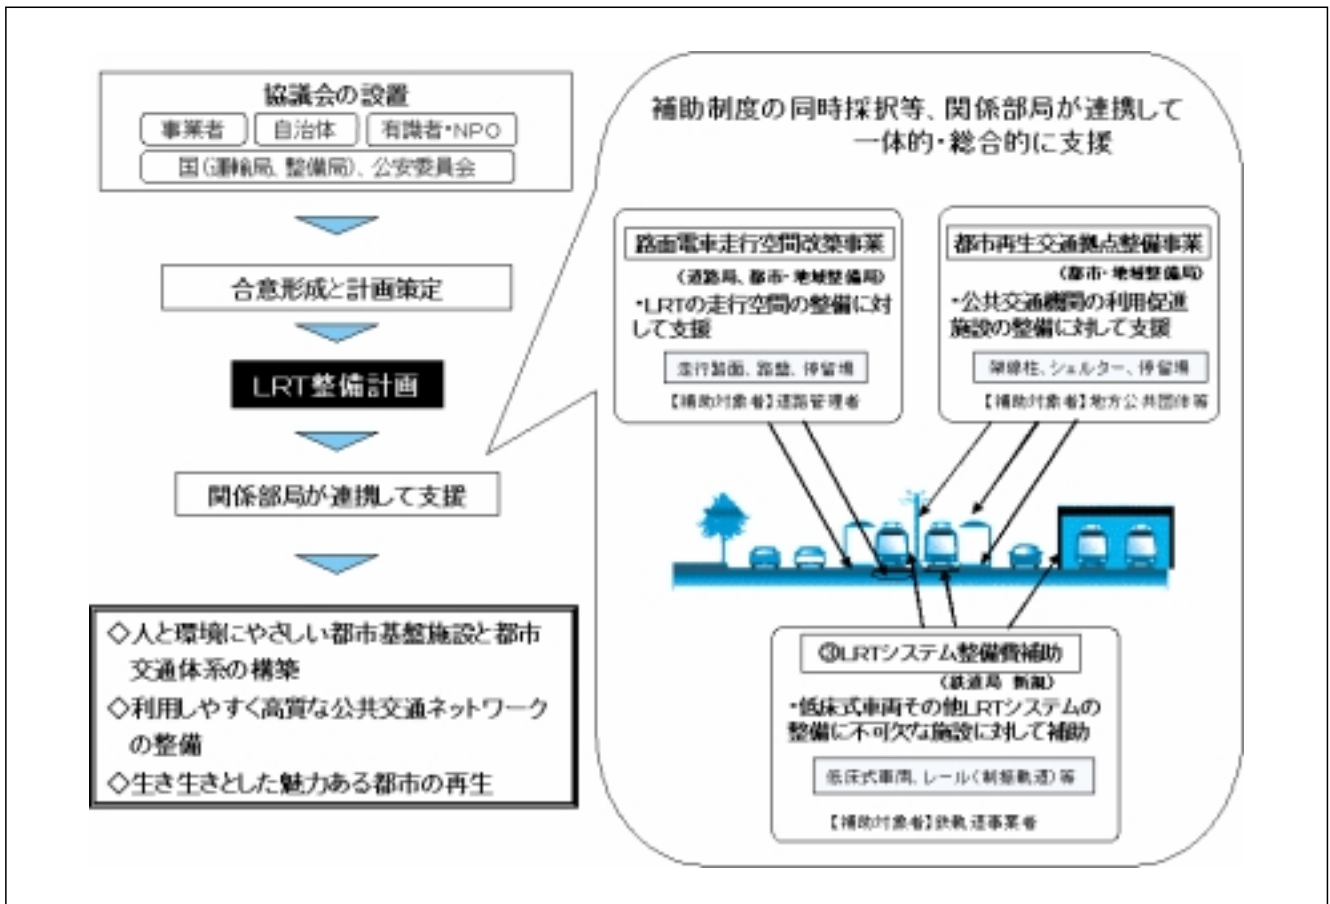 協議会の設置
事業者 自治体 有識者・NPO
国(運輸局、整備局)、公安委員会
合意形成と計画策定
LRT整備計画
関係部局が連携して支援
◇人と環境にやさしい都市基盤施設と都市
交通体系の構築
◇利用しやすく高質な公共交通ネットワーク
の整備
◇生き生きとした魅力ある都市の再生
補助制度の同時採択等、関係部局が連携して
一体的・総合的に支援
路面電車走行空間改築事業
(道路局、都市・地域整備局)
・LRTの走行空間の整備に対
して支援
走行路面、路盤、停留場
【補助対象者】道路管理者
都市再生交通拠点整備事業
(都市・地域整備局)
・公共交通機関の利用促進
施設の整備に対して支援
架線柱、シェルター、停留場
【補助対象者】地方公共団体等
③LRTシステム整備費補助
(鉄道局 新規)
・低床式車両その他LRTシステムの
整備に不可欠な施設に対して補助
低床式車両、レール(制振軌道)等
【補助対象者】鉄軌道事業者